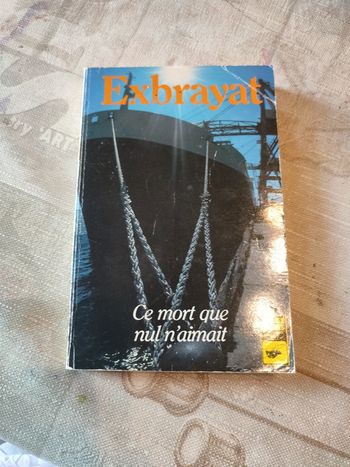 Exbrayat
Ce mort que
nul n'aimait